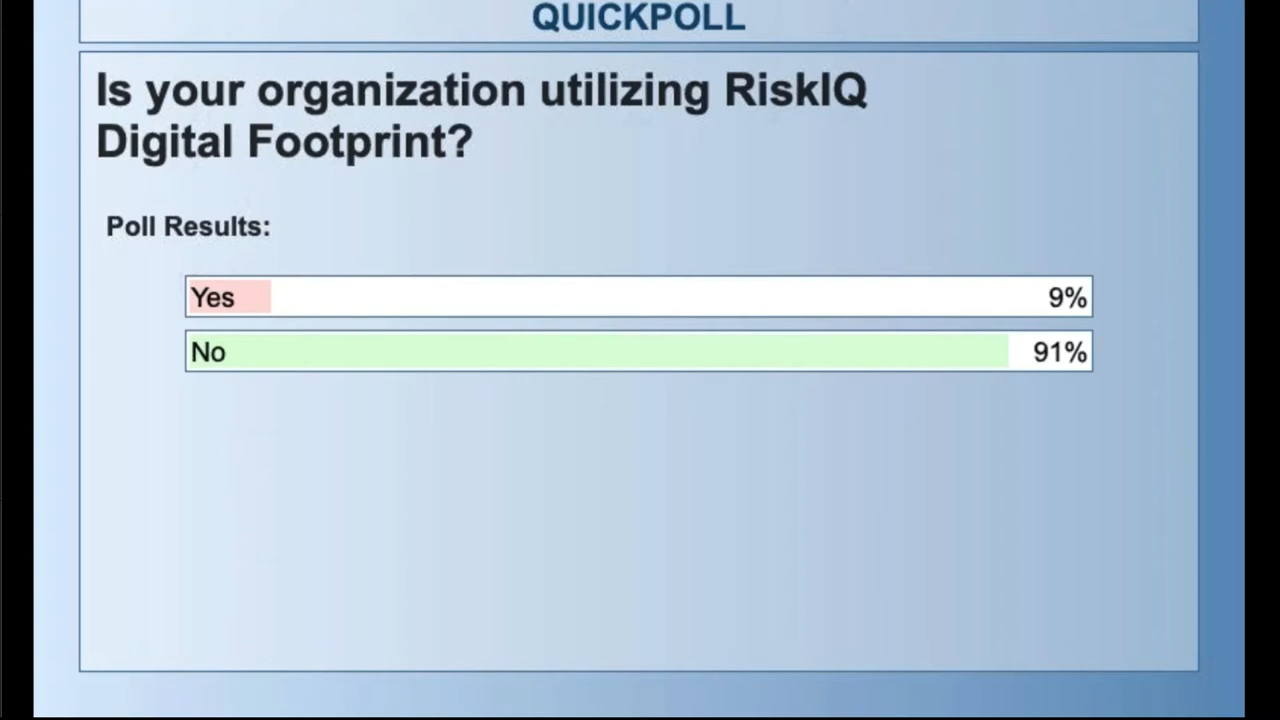 QUICKPOLL
Is your organization utilizing RiskIQ
Digital Footprint?
Poll Results:
Yes 9%
No 91%